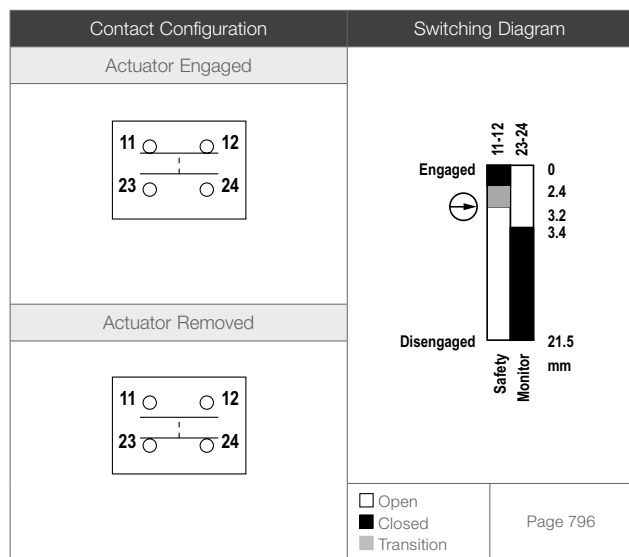 Contact Configuration
Switching Diagram
Actuator Engaged
11 12
23 24
Actuator Removed
11 12
23 24
11-12
23-24
Engaged
0
2.4
3.2
3.4
Disengaged
21.5
mm
Safety
Monitor
Open
Closed
Transition
Page 796